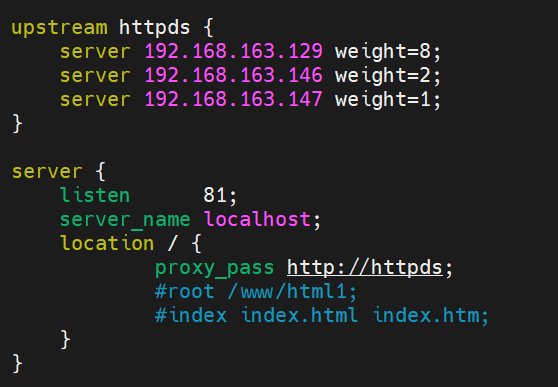 upstream httpds {
    server 192.168.163.129 weight=8;
    server 192.168.163.146 weight=2;
    server 192.168.163.147 weight=1;
}

server {
    listen      81;
    server_name localhost;
    location / {
            proxy_pass http://httpds;
            #root /www/html1;
            #index index.html index.htm;
    }
}